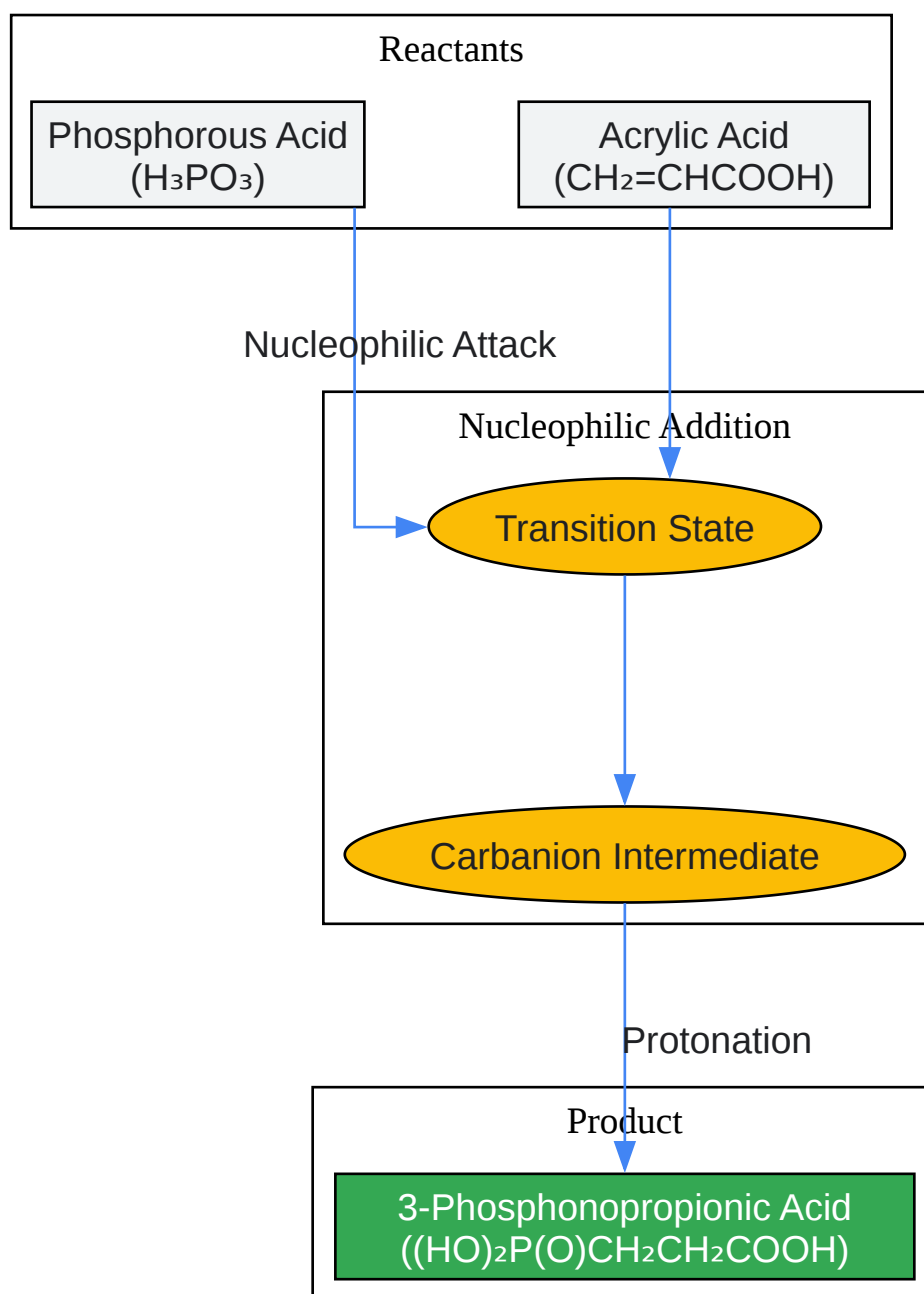 Reactants
Phosphorous Acid
(H₃PO₃)
Acrylic Acid
(CH₂=CHCOOH)
Nucleophilic Attack
Nucleophilic Addition
Transition State
Carbanion Intermediate
Protonation
Product
3-Phosphonopropionic Acid
((HO)₂P(O)CH₂CH₂COOH)